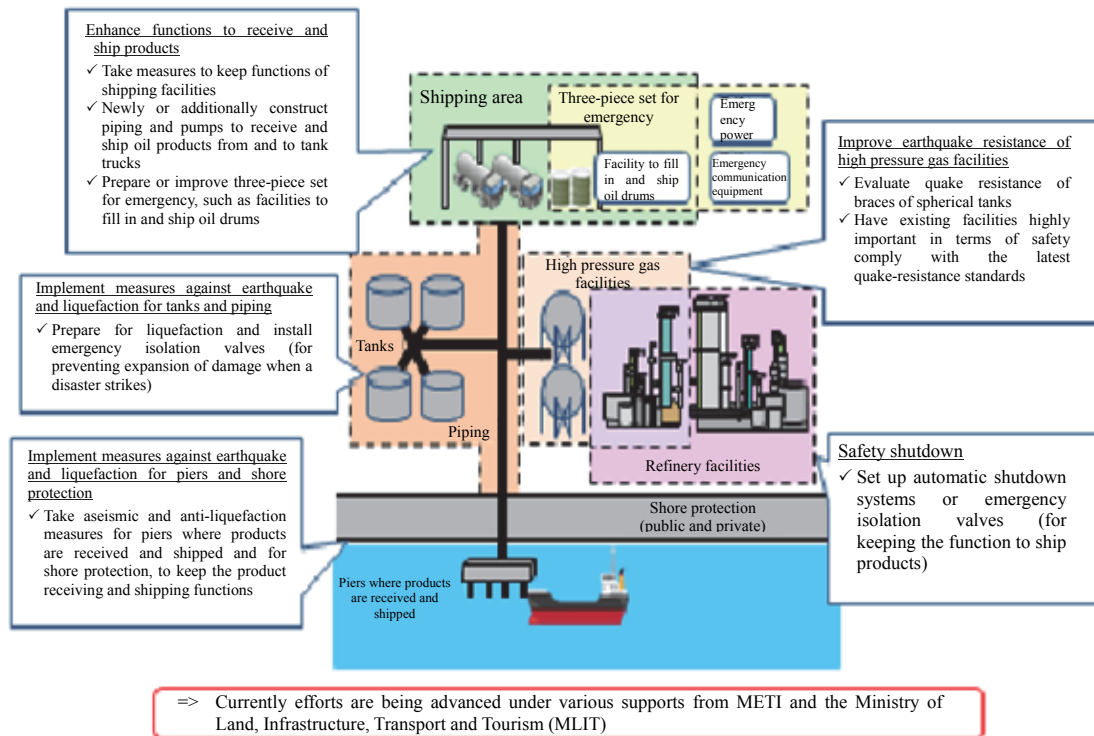 Enhance functions to receive and
ship products
✓ Take measures to keep functions of
shipping facilities
✓ Newly or additionally construct
piping and pumps to receive and
ship oil products from and to tank
trucks
✓ Prepare or improve three-piece set
for emergency, such as facilities to
fill in and ship oil drums
Shipping area
Three-piece set for
emergency
Emerg
ency
power
Facility to fill
in and ship
oil drums
Emergency
communication
equipment
Improve earthquake resistance of
high pressure gas facilities
✓ Evaluate quake resistance of
braces of spherical tanks
✓ Have existing facilities highly
important in terms of safety
comply with the latest
quake-resistance standards
Implement measures against earthquake
and liquefaction for tanks and piping
✓ Prepare for liquefaction and install
emergency isolation valves (for
preventing expansion of damage when a
disaster strikes)
High pressure gas
facilities
Tanks
Piping
Refinery facilities
Implement measures against earthquake
and liquefaction for piers and shore
protection
✓ Take aseismic and anti-liquefaction
measures for piers where products
are received and shipped and for
shore protection, to keep the product
receiving and shipping functions
Safety shutdown
✓ Set up automatic shutdown
systems or emergency
isolation valves (for
keeping the function to ship
products)
Shore protection
(public and private)
Piers where products
are received and
shipped
=> Currently efforts are being advanced under various supports from METI and the Ministry of
Land, Infrastructure, Transport and Tourism (MLIT)